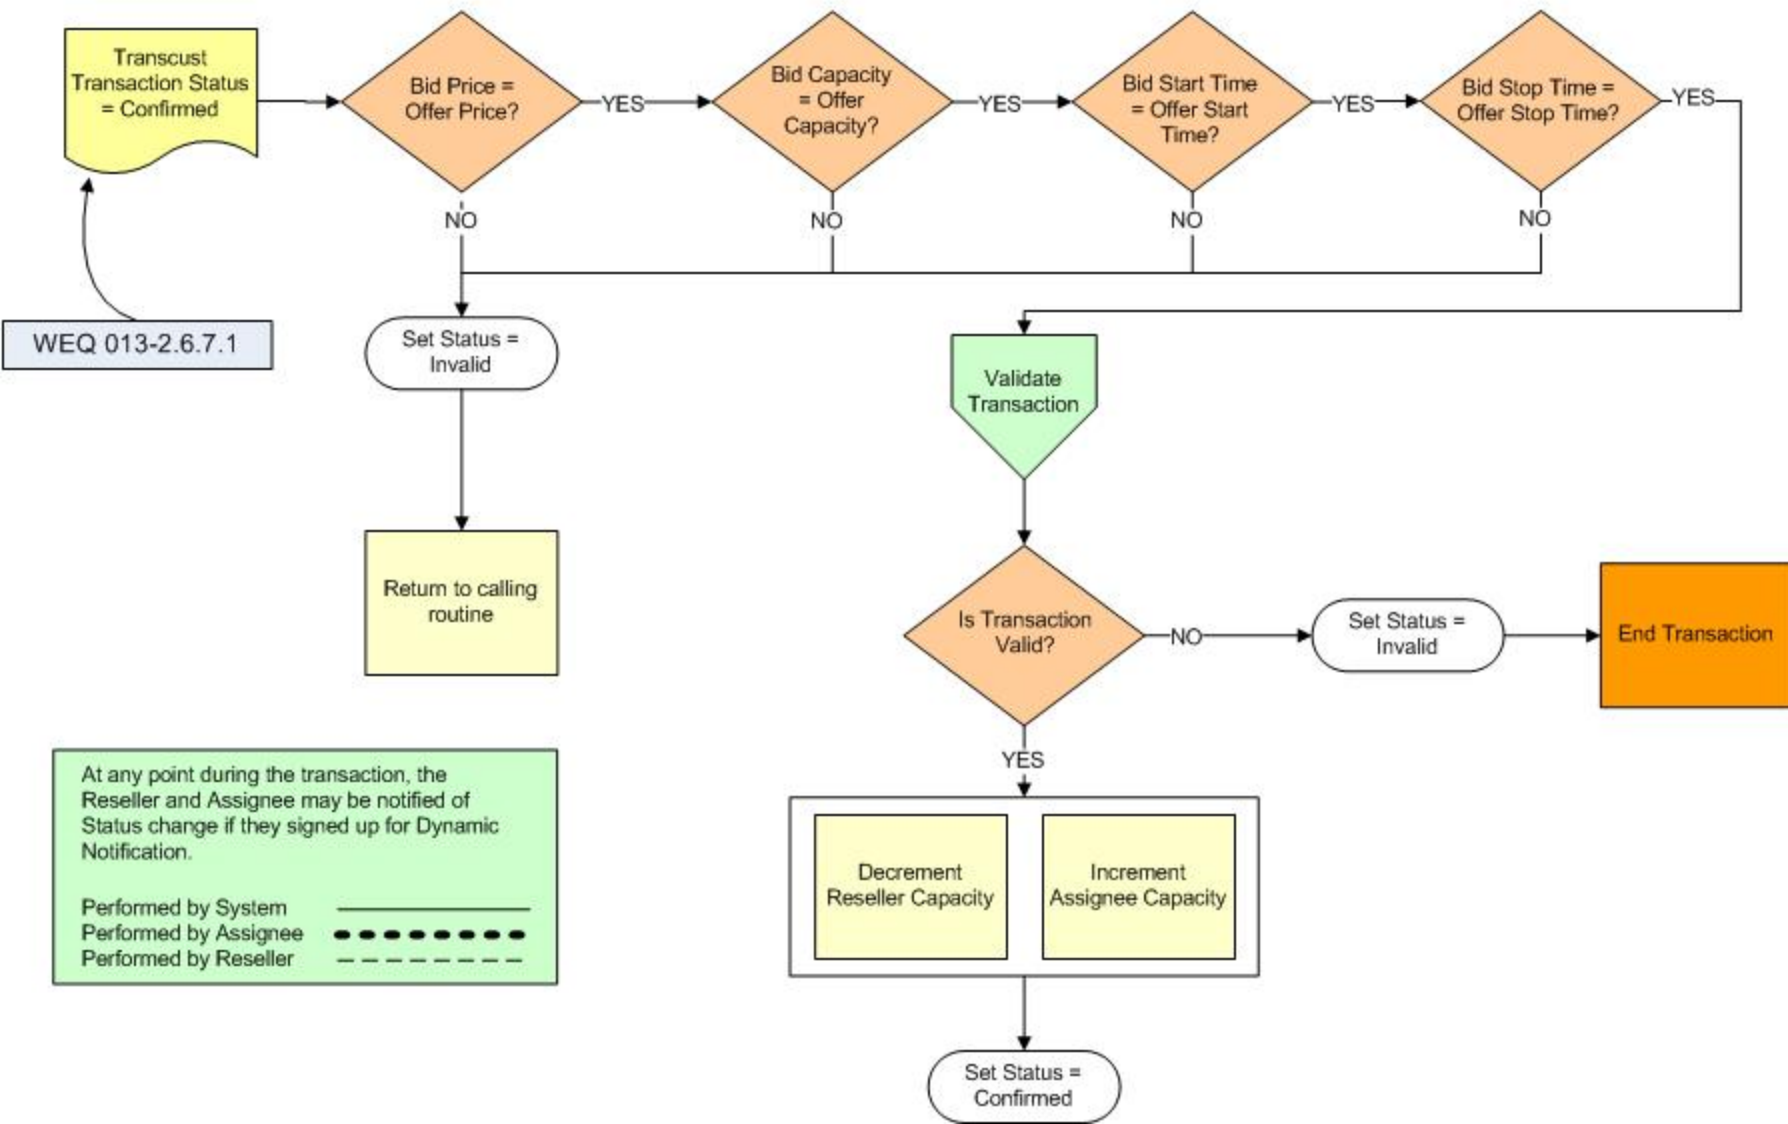 Transcust
Transaction Status
= Confirmed
Bid Price =
Offer Price?
YES
Bid Capacity
= Offer
Capacity?
YES
Bid Start Time
= Offer Start
Time?
YES
Bid Stop Time =
Offer Stop Time?
YES
NO
NO
NO
NO
WEQ 013-2.6.7.1
Set Status =
Invalid
Validate
Transaction
Return to calling
routine
Is Transaction
Valid?
NO
Set Status =
Invalid
End Transaction
YES
At any point during the transaction, the
Reseller and Assignee may be notified of
Status change if they signed up for Dynamic
Notification.
Performed by System
Performed by Assignee
Performed by Reseller
Decrement
Reseller Capacity
Increment
Assignee Capacity
Set Status =
Confirmed